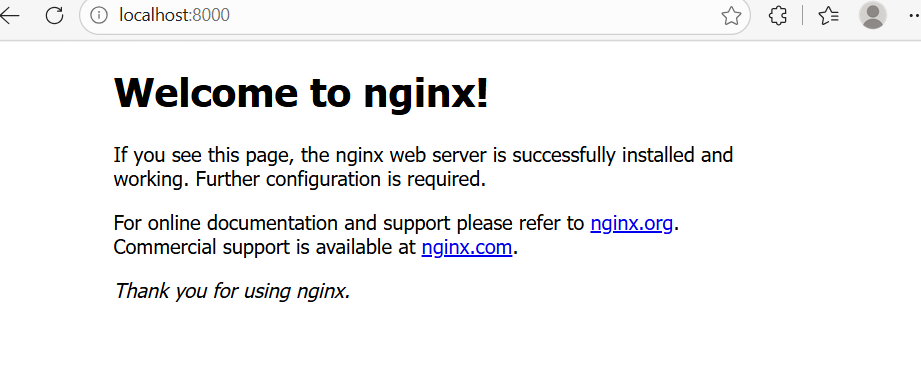 localhost:8000
Welcome to nginx!
If you see this page, the nginx web server is successfully installed and
working. Further configuration is required.
For online documentation and support please refer to nginx.org.
Commercial support is available at nginx.com.
Thank you for using nginx.